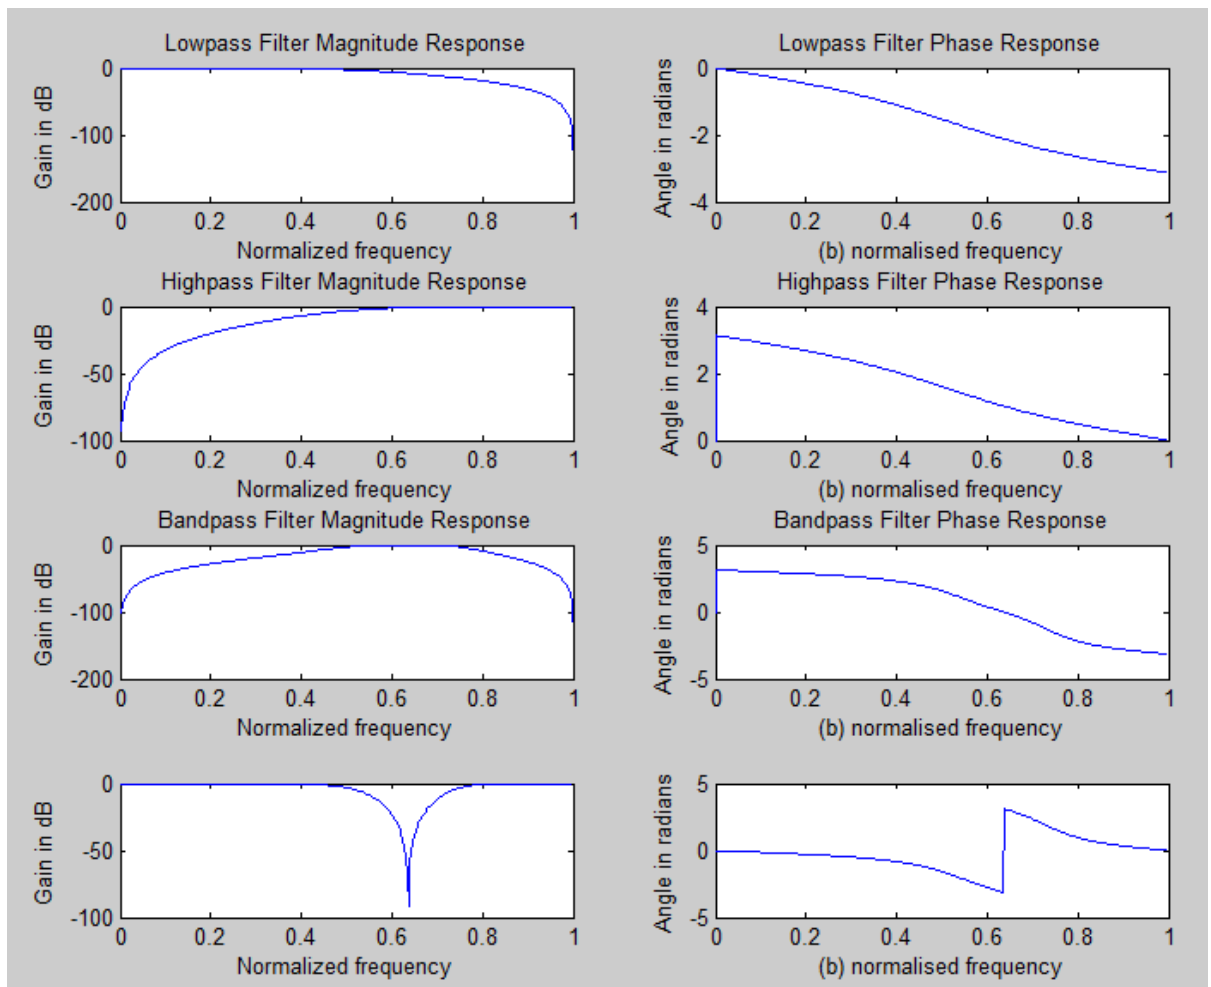 Lowpass Filter Magnitude Response
Gain in dB
0
-100
-200
0 0.2 0.4 0.6 0.8 1
Normalized frequency
Lowpass Filter Phase Response
Angle in radians
0
-2
-4
0 0.2 0.4 0.6 0.8 1
(b) normalised frequency
Highpass Filter Magnitude Response
Gain in dB
0
-50
-100
0 0.2 0.4 0.6 0.8 1
Normalized frequency
Highpass Filter Phase Response
Angle in radians
4
2
0
0 0.2 0.4 0.6 0.8 1
(b) normalised frequency
Bandpass Filter Magnitude Response
Gain in dB
0
-100
-200
0 0.2 0.4 0.6 0.8 1
Normalized frequency
Bandpass Filter Phase Response
Angle in radians
5
0
-5
0 0.2 0.4 0.6 0.8 1
(b) normalised frequency
Gain in dB
0
-50
-100
0 0.2 0.4 0.6 0.8 1
Normalized frequency
Angle in radians
5
0
-5
0 0.2 0.4 0.6 0.8 1
(b) normalised frequency